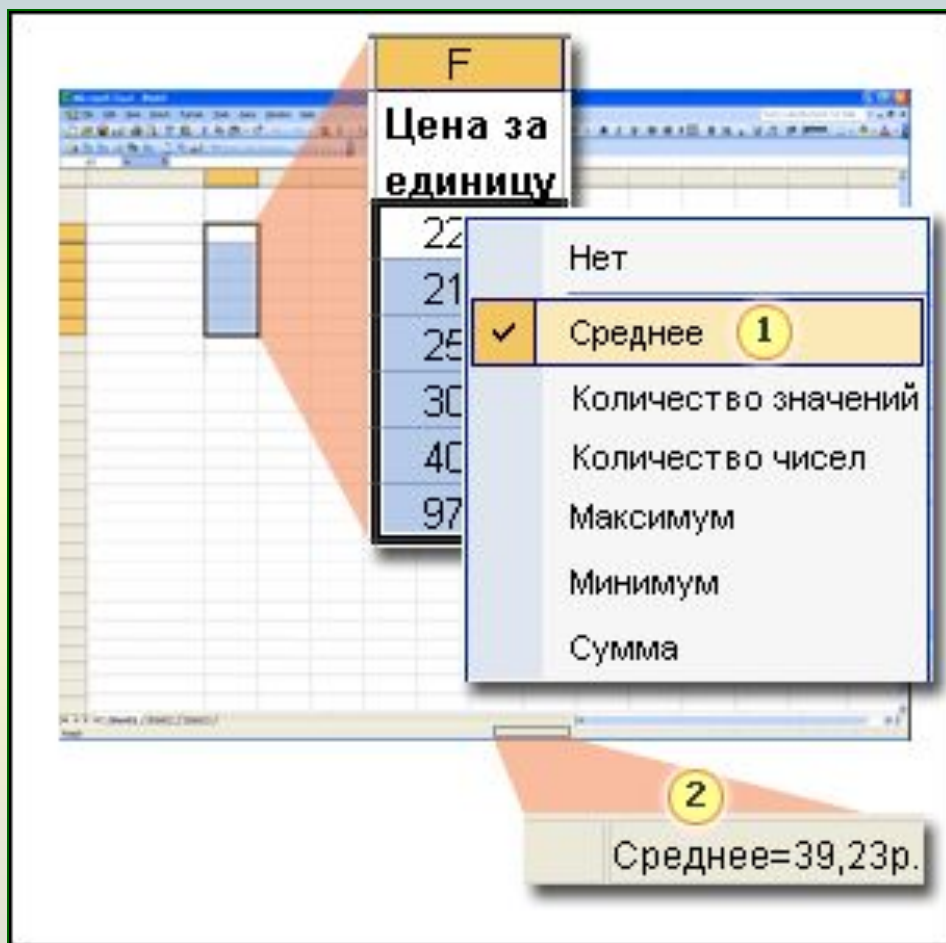 F
Цена за
единицу
22
21
25
30
40
97
Нет
Среднее 1
Количество значений
Количество чисел
Максимум
Минимум
Сумма
2
Среднее=39,23р.